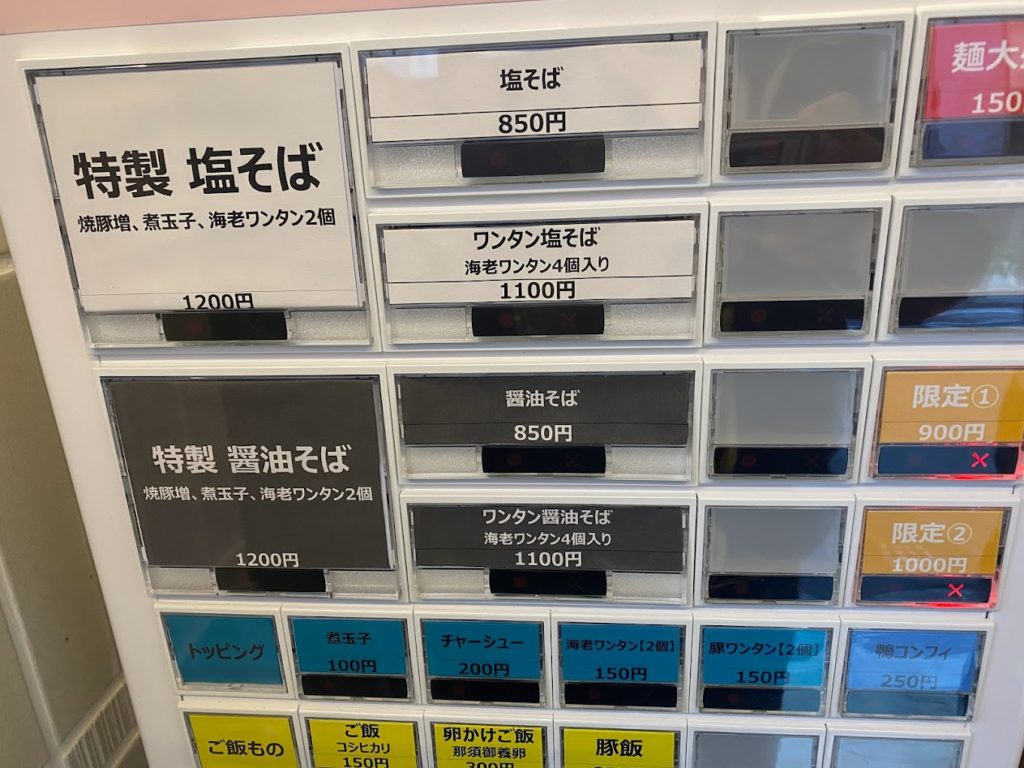 特製 塩そば
焼豚増、煮玉子、海老ワンタン2個
1200円
塩そば
850円
ワンタン塩そば
海老ワンタン4個入り
1100円
麺大
150
特製 醤油そば
焼豚増、煮玉子、海老ワンタン2個
1200円
醤油そば
850円
ワンタン醤油そば
海老ワンタン4個入り
1100円
限定①
900円
限定②
1000円
トッピング
煮玉子
100円
チャーシュー
200円
海老ワンタン【2個】
150円
豚ワンタン【2個】
150円
鴨コンフィ
250円
ご飯もの
ご飯
コシヒカリ
150円
卵かけご飯
那須御養卵
300円
豚飯